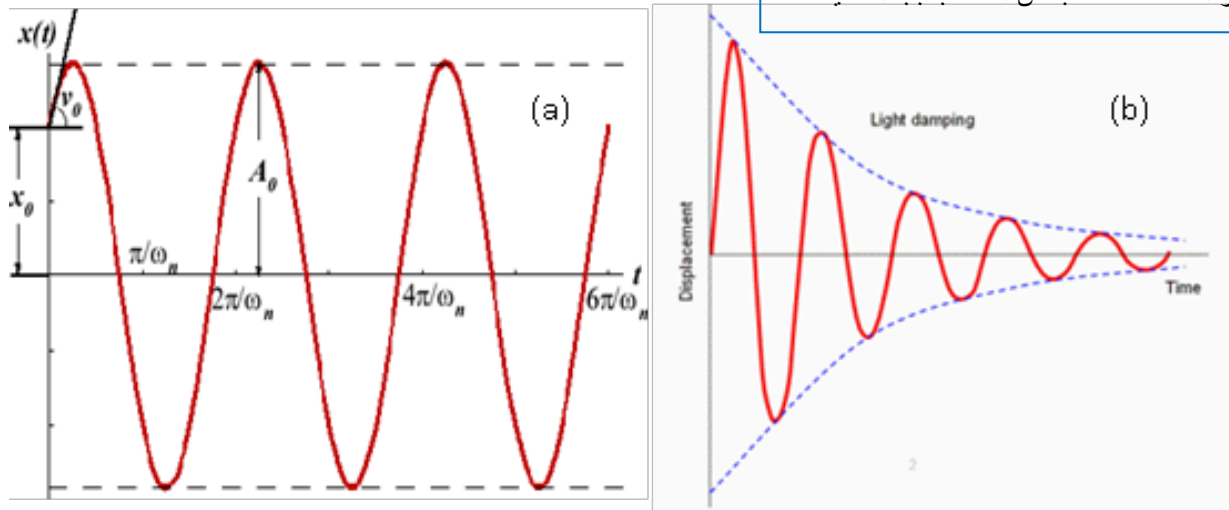 x(t)
v₀
(a)
x₀
A₀
π/ωₙ
2π/ωₙ
4π/ωₙ
6π/ωₙ
t
(b)
Light damping
Displacement
Time
2